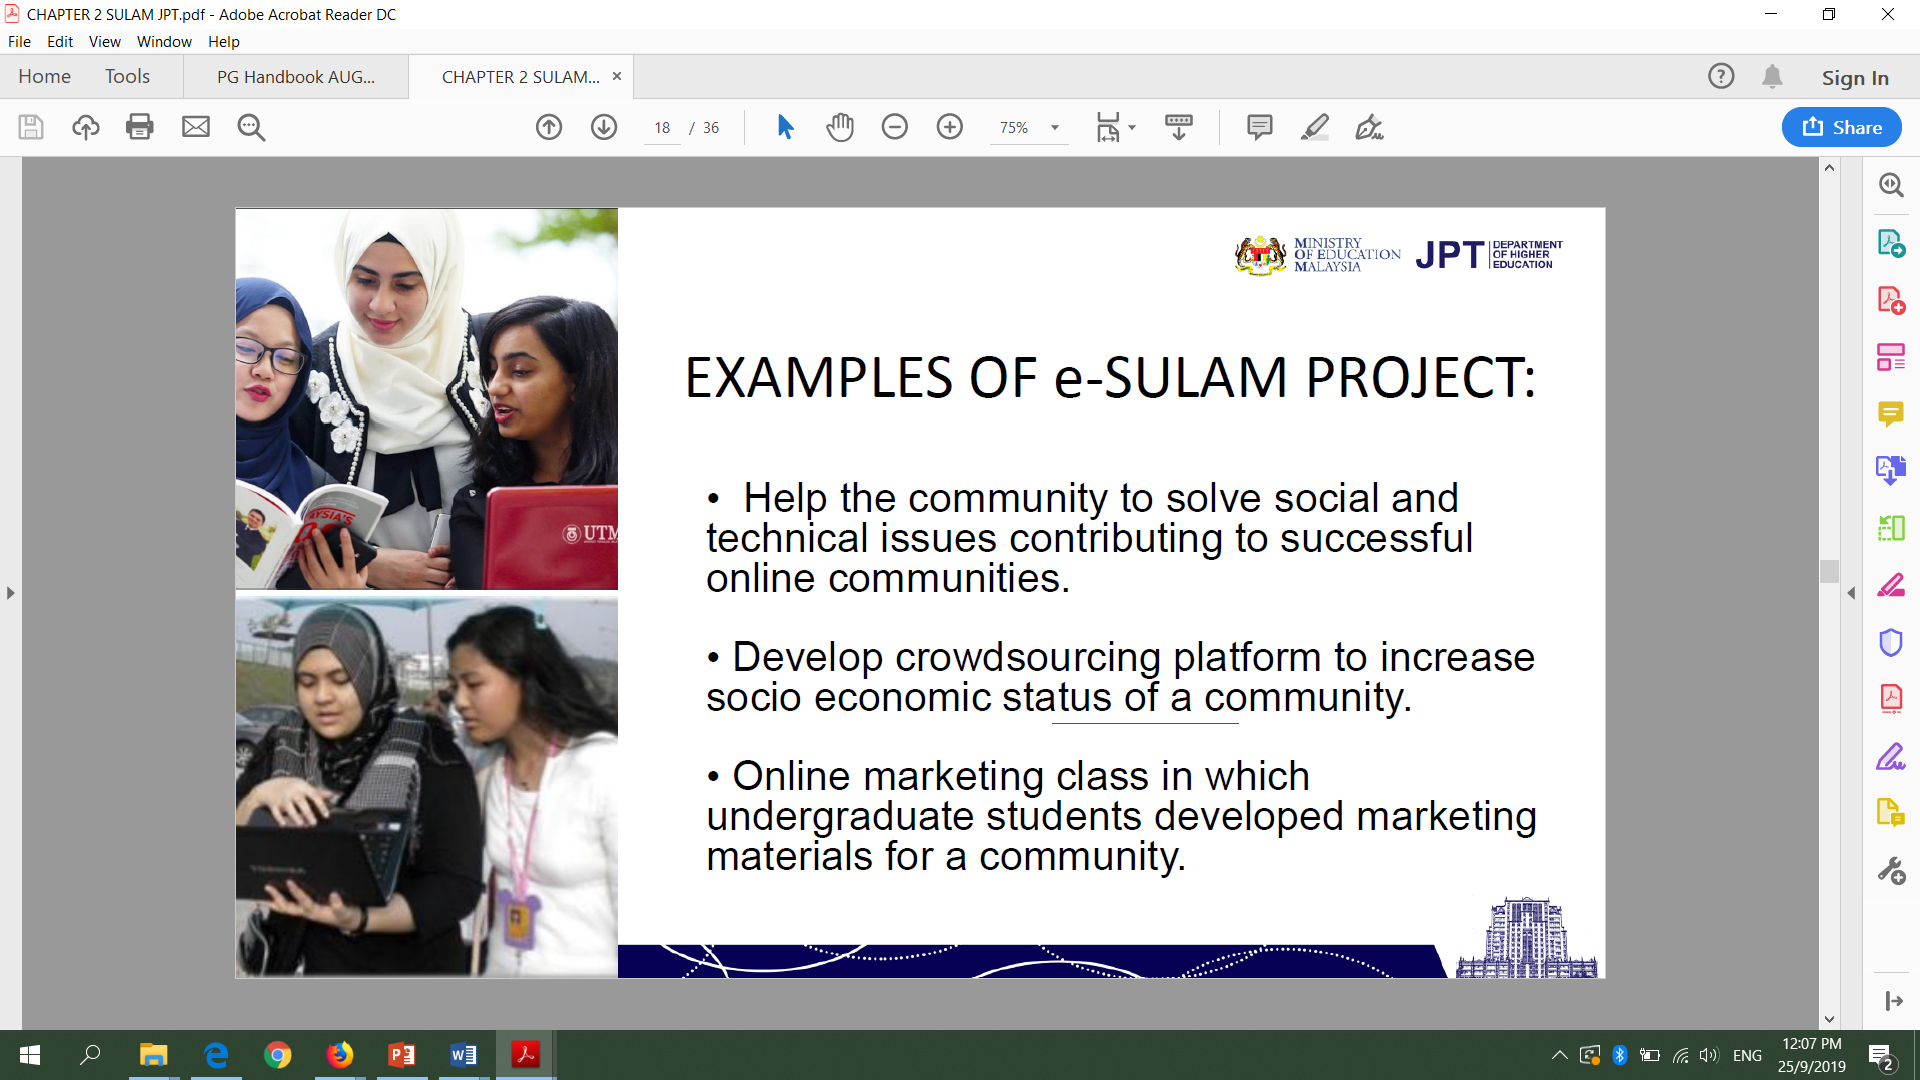 CHAPTER 2 SULAM JPT.pdf - Adobe Acrobat Reader DC
File Edit View Window Help
Home Tools PG Handbook AUG... CHAPTER 2 SULAM... ×
Sign In
18 / 36
75%
Share
MINISTRY
OF EDUCATION
MALAYSIA
JPT
DEPARTMENT
OF HIGHER
EDUCATION
EXAMPLES OF e-SULAM PROJECT:
• Help the community to solve social and
technical issues contributing to successful
online communities.
• Develop crowdsourcing platform to increase
socio economic status of a community.
• Online marketing class in which
undergraduate students developed marketing
materials for a community.
UTM
TOSHIBA
ENG
12:07 PM
25/9/2019
2